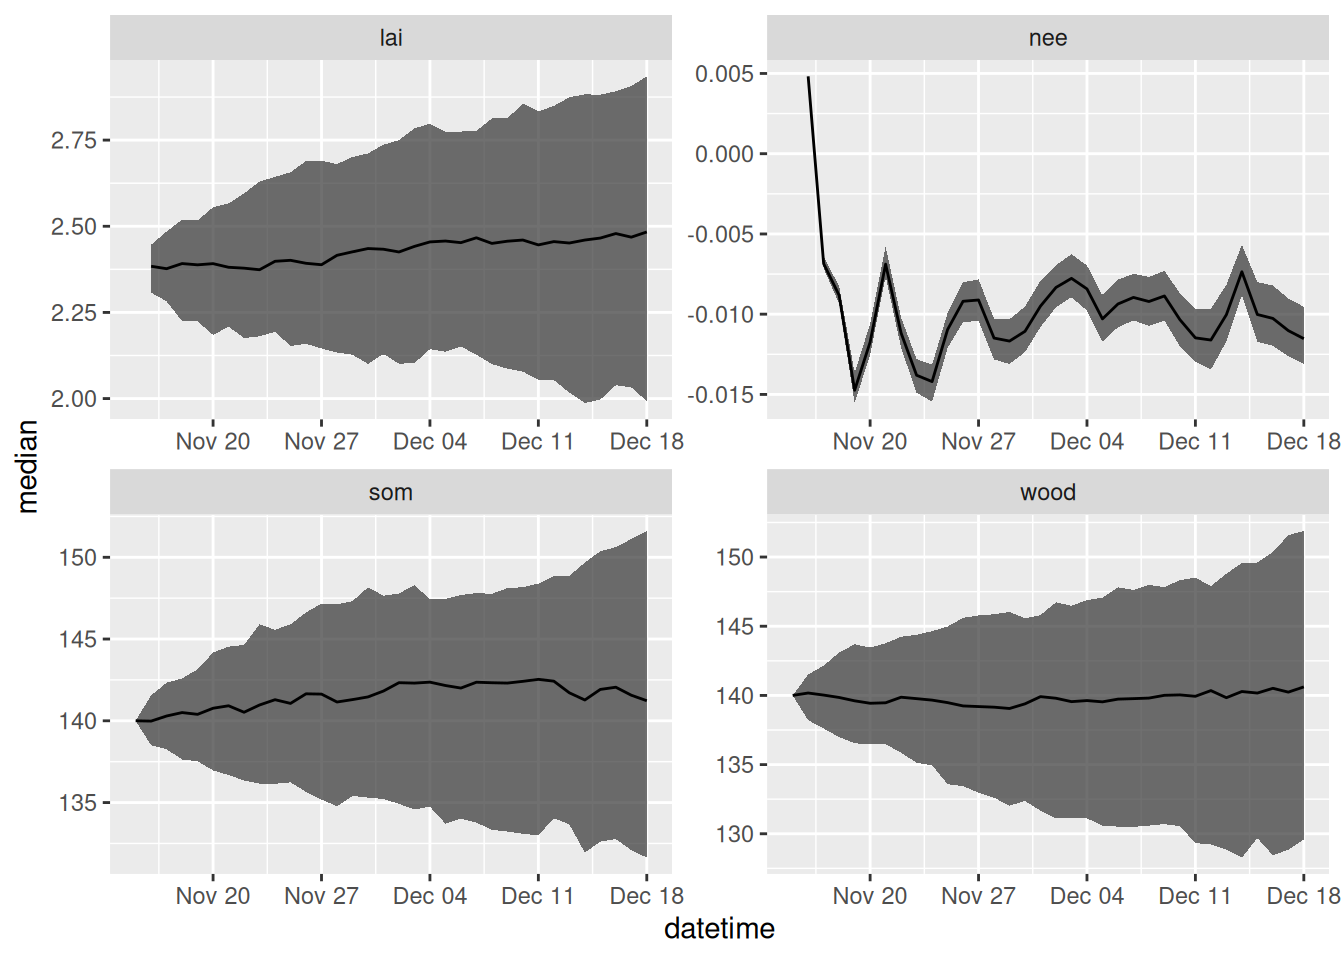 lai
nee
2.75
2.50
2.25
2.00
0.005
0.000
-0.005
-0.010
-0.015
Nov 20 Nov 27 Dec 04 Dec 11 Dec 18
Nov 20 Nov 27 Dec 04 Dec 11 Dec 18
median
som
wood
150
145
140
135
150
145
140
135
130
Nov 20 Nov 27 Dec 04 Dec 11 Dec 18
Nov 20 Nov 27 Dec 04 Dec 11 Dec 18
datetime